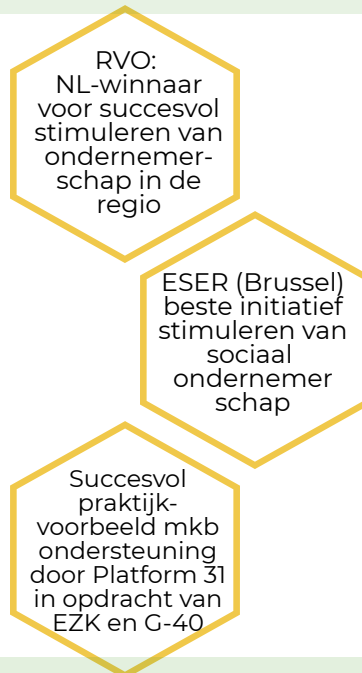 RVO:
NL-winnaar
voor succesvol
stimuleren van
ondernemer-
schap in de
regio
ESER (Brussel)
beste initiatief
stimuleren van
sociaal
ondernemer
schap
Succesvol
praktijk-
voorbeeld mkb
ondersteuning
door Platform 31
in opdracht van
EZK en G-40